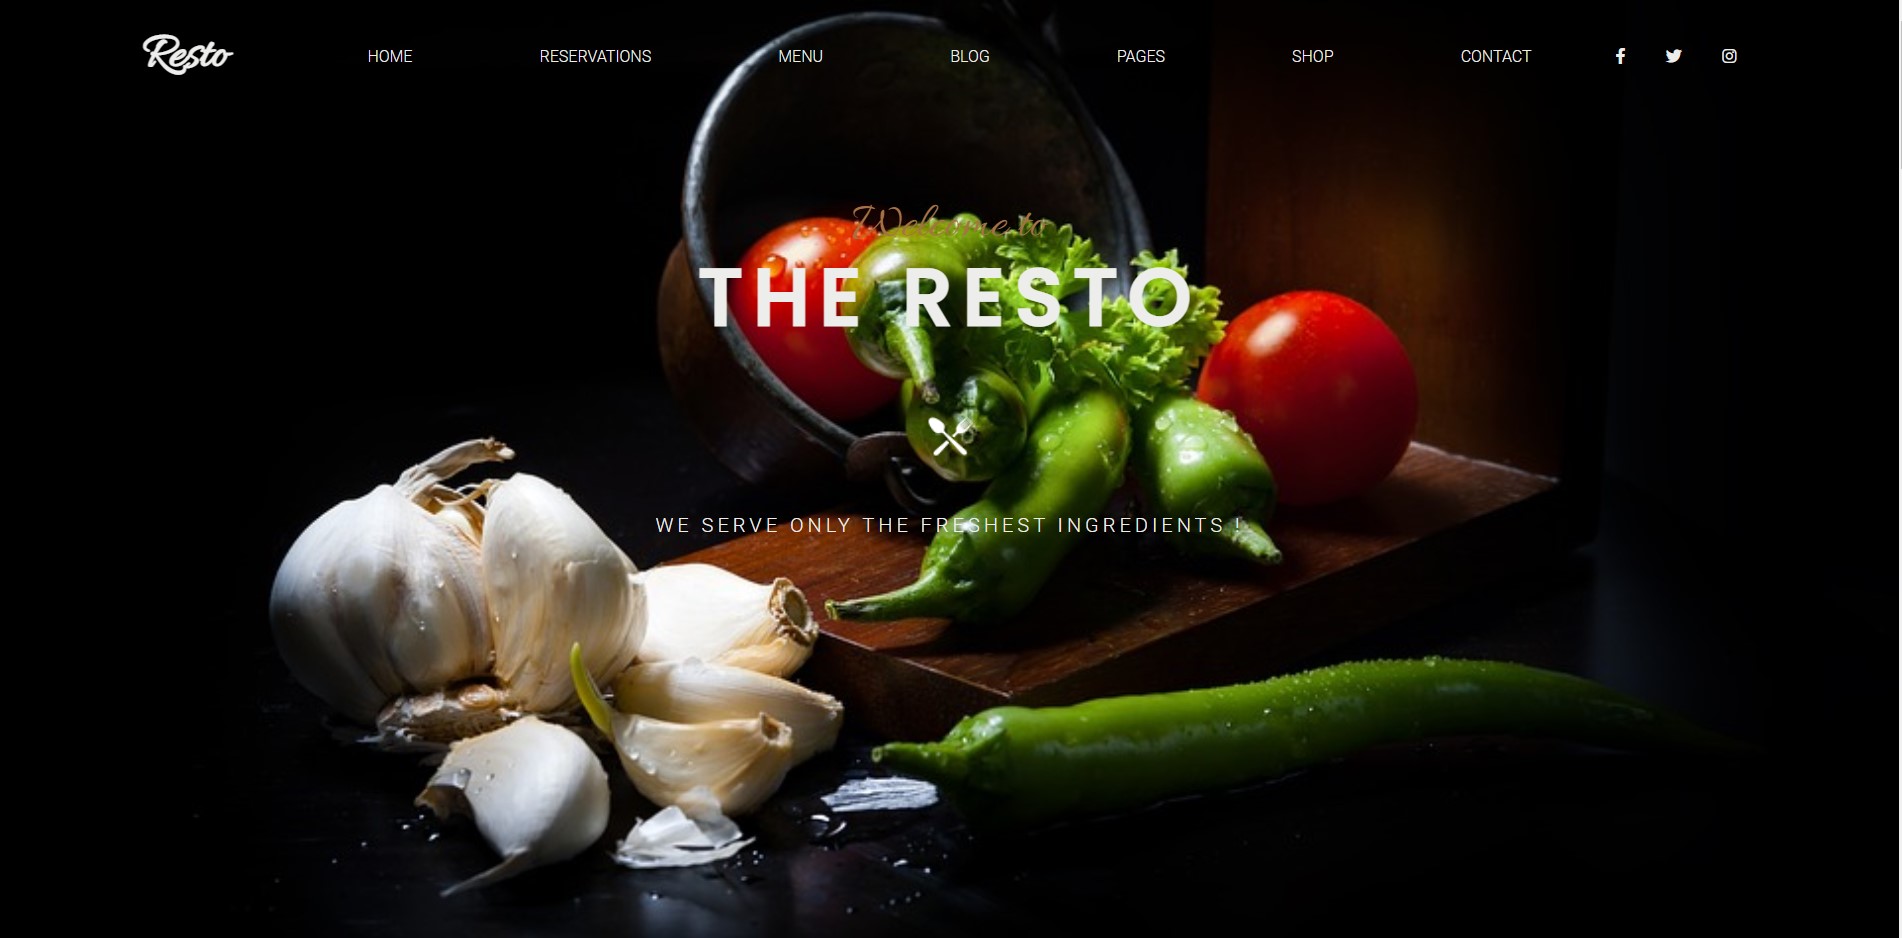 Resto
HOME RESERVATIONS MENU BLOG PAGES SHOP CONTACT
Welcome to
THE RESTO
WE SERVE ONLY THE FRESHEST INGREDIENTS !